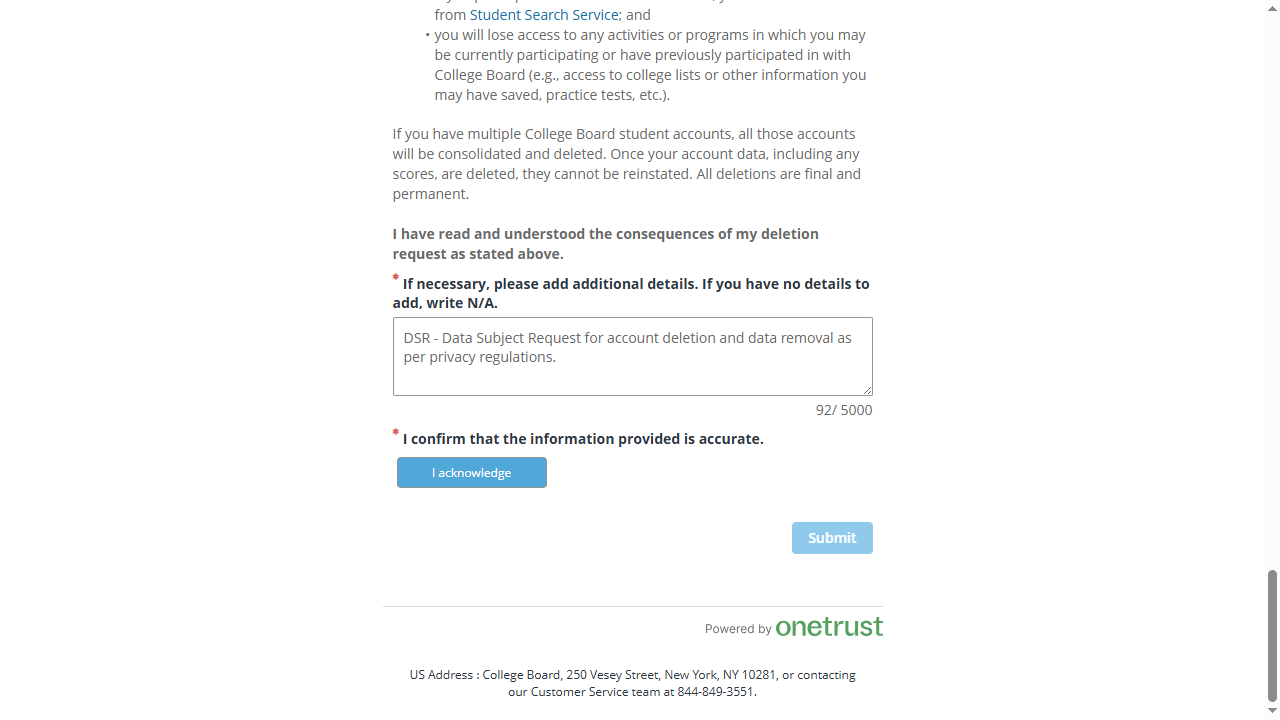 from Student Search Service; and
• you will lose access to any activities or programs in which you may
be currently participating or have previously participated in with
College Board (e.g., access to college lists or other information you
may have saved, practice tests, etc.).
If you have multiple College Board student accounts, all those accounts
will be consolidated and deleted. Once your account data, including any
scores, are deleted, they cannot be reinstated. All deletions are final and
permanent.
I have read and understood the consequences of my deletion
request as stated above.
* If necessary, please add additional details. If you have no details to
add, write N/A.
DSR - Data Subject Request for account deletion and data removal as
per privacy regulations.
92/ 5000
* I confirm that the information provided is accurate.
I acknowledge
Submit
Powered by onetrust
US Address : College Board, 250 Vesey Street, New York, NY 10281, or contacting
our Customer Service team at 844-849-3551.